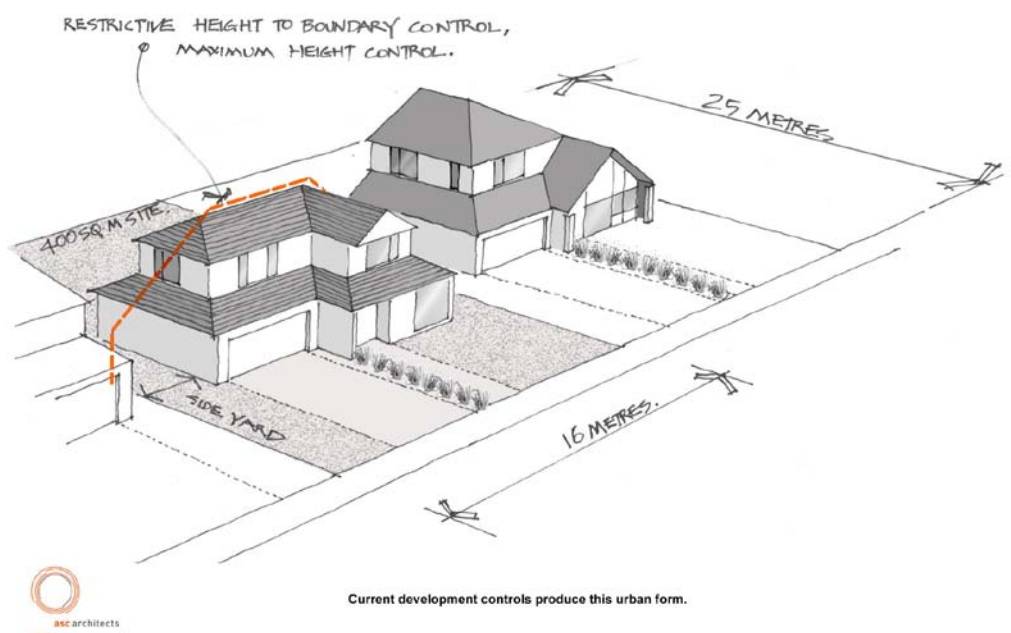 RESTRICTIVE HEIGHT TO BOUNDARY CONTROL,
MAXIMUM HEIGHT CONTROL.
25 METRES
400 SQ M SITE.
SIDE YARD
16 METRES.
asc architects
Current development controls produce this urban form.